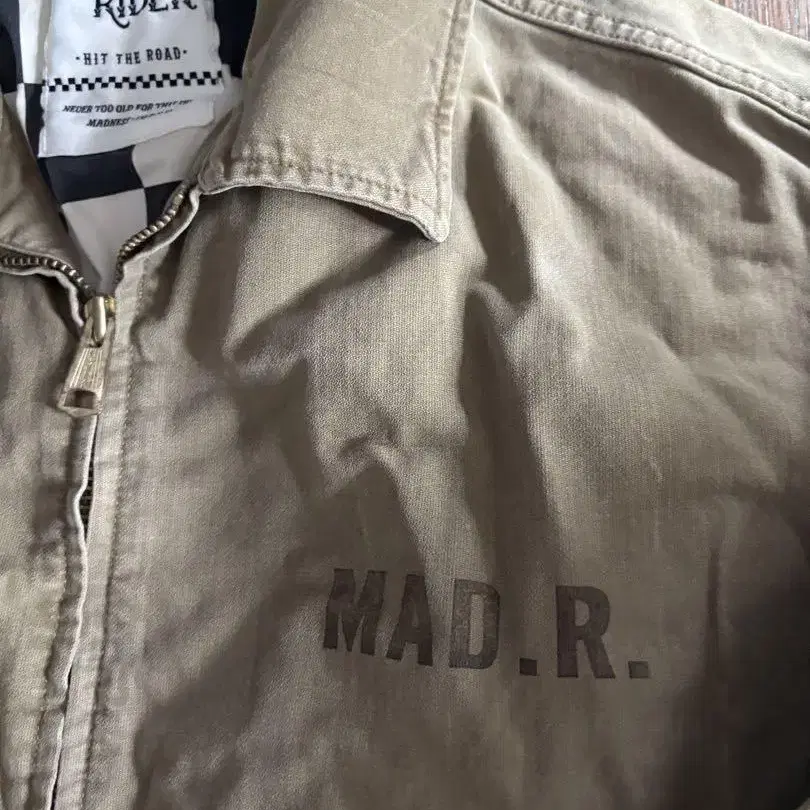 RIDER
·HIT THE ROAD·
NEVER TOO OLD FOR THIS
MAD.R.